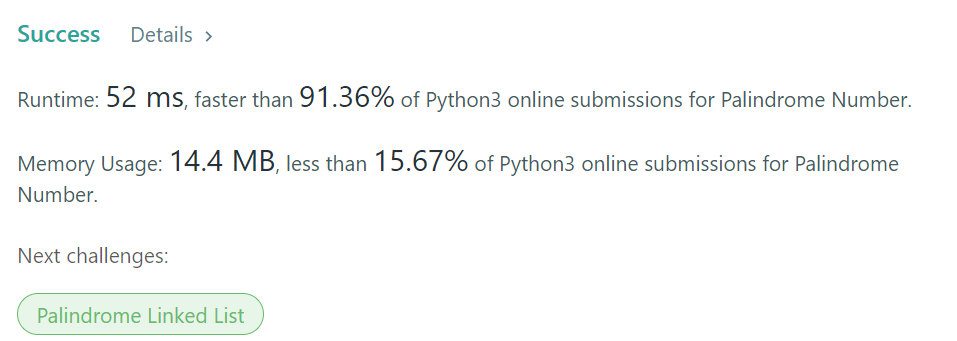 Success Details >
Runtime: 52 ms, faster than 91.36% of Python3 online submissions for Palindrome Number.
Memory Usage: 14.4 MB, less than 15.67% of Python3 online submissions for Palindrome
Number.
Next challenges:
Palindrome Linked List